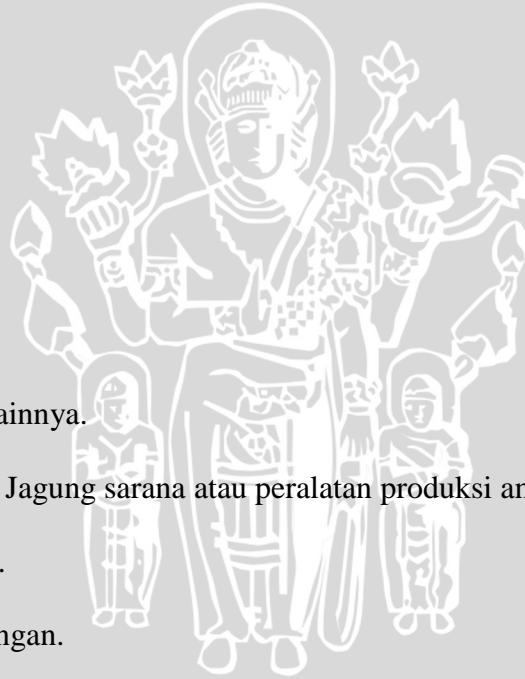 ainnya.
Jagung sarana atau peralatan produksi an
.
ngan.